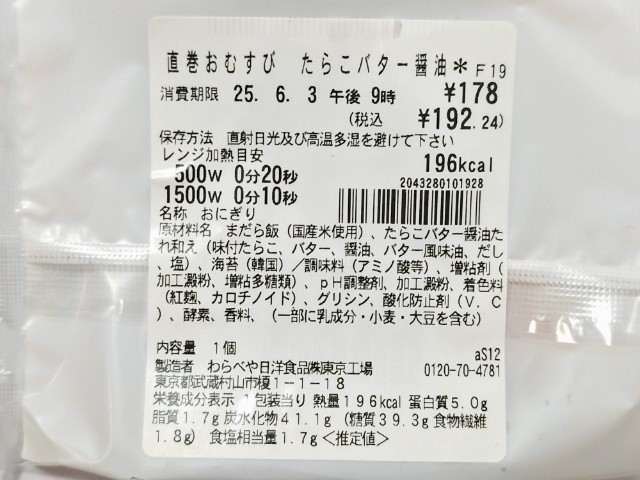 直巻おむすび　たらこバター醤油＊ F19
消費期限 25. 6. 3 午後 9時 ¥178
(税込 ¥192.24)
保存方法　直射日光及び高温多湿を避けて下さい
レンジ加熱目安 196kcal
500W 0分20秒
1500W 0分10秒
2043280101928
名称　おにぎり
原材料名　まだら飯（国産米使用）、たらこバター醤油た
れ和え（味付たらこ、バター、醤油、バター風味油、だし
、塩）、海苔（韓国）／調味料（アミノ酸等）、増粘剤（
加工澱粉、増粘多糖類）、ｐＨ調整剤、加工澱粉、着色料
（紅麹、カロチノイド）、グリシン、酸化防止剤（Ｖ．Ｃ
）、酵素、香料、（一部に乳成分・小麦・大豆を含む）
内容量　１個 aS12
製造者　わらべや日洋食品㈱東京工場 0120-70-4781
東京都武蔵村山市榎１－１－１８
栄養成分表示　１包装当り 熱量１９６kcal 蛋白質５.０g
脂質１.７g 炭水化物４１.１g（糖質３９.３g 食物繊維
１.８g） 食塩相当量１.７g＜推定値＞